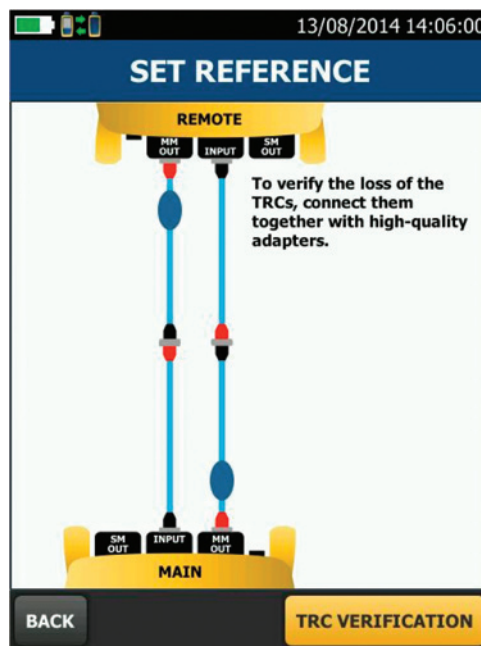 13/08/2014 14:06:00
SET REFERENCE
REMOTE
MM
OUT
INPUT
SM
OUT
To verify the loss of the
TRCs, connect them
together with high-quality
adapters.
SM
OUT
INPUT
MM
OUT
MAIN
BACK
TRC VERIFICATION